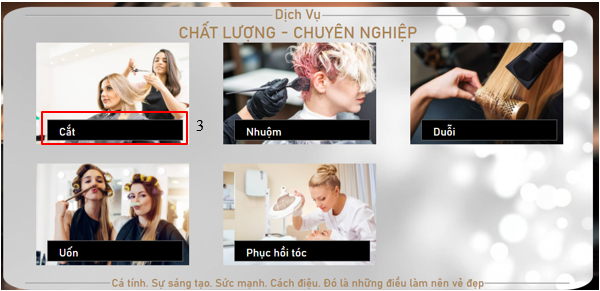 Dịch Vụ
CHẤT LƯỢNG - CHUYÊN NGHIỆP
Cắt
3
Nhuộm
Duỗi
Uốn
Phục hồi tóc
Cá tính. Sự sáng tạo. Sức mạnh. Cách điệu. Đó là những điều làm nên vẻ đẹp